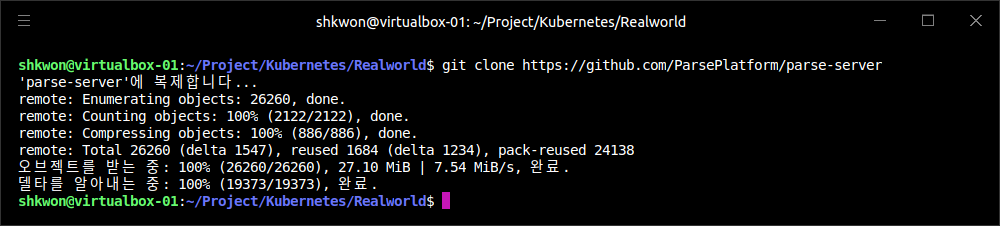 shkwon@virtualbox-01: ~/Project/Kubernetes/Realworld
shkwon@virtualbox-01:~/Project/Kubernetes/Realworld$ git clone https://github.com/ParsePlatform/parse-server
'parse-server'에 복제합니다...
remote: Enumerating objects: 26260, done.
remote: Counting objects: 100% (2122/2122), done.
remote: Compressing objects: 100% (886/886), done.
remote: Total 26260 (delta 1547), reused 1684 (delta 1234), pack-reused 24138
오브젝트를 받는 중: 100% (26260/26260), 27.10 MiB | 7.54 MiB/s, 완료.
델타를 알아내는 중: 100% (19373/19373), 완료.
shkwon@virtualbox-01:~/Project/Kubernetes/Realworld$